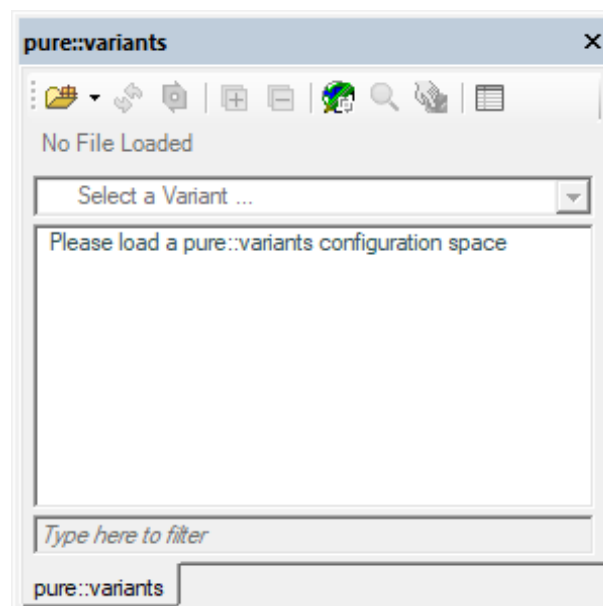 pure::variants
No File Loaded
Select a Variant ...
Please load a pure::variants configuration space
Type here to filter
pure::variants